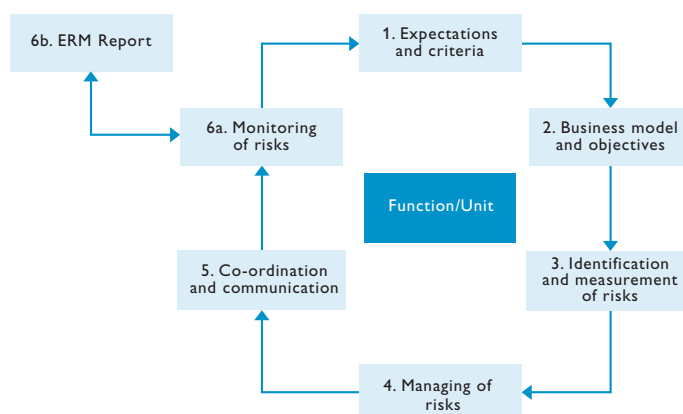 6b. ERM Report
1. Expectations
and criteria
6a. Monitoring
of risks
2. Business model
and objectives
Function/Unit
5. Co-ordination
and communication
3. Identification
and measurement
of risks
4. Managing of
risks